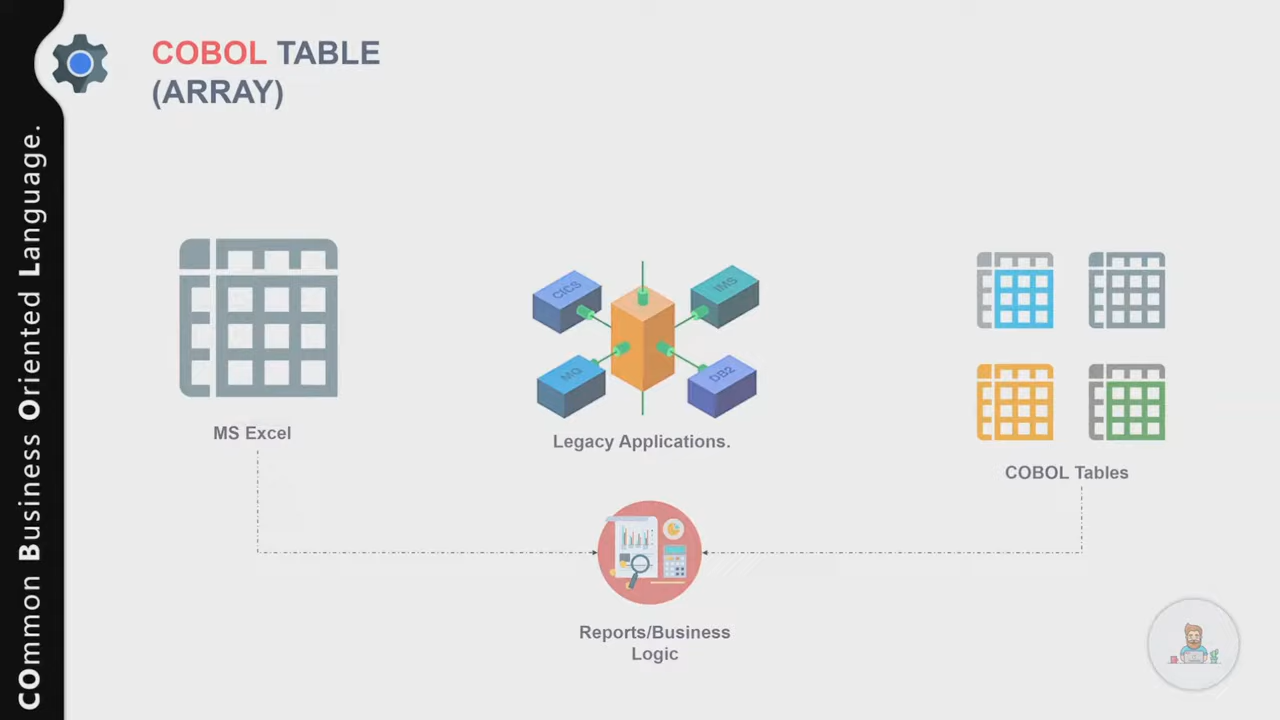 COmmon Business Oriented Language.
COBOL TABLE
(ARRAY)
CICS
IMS
MQ
DB2
MS Excel
Legacy Applications.
COBOL Tables
Reports/Business
Logic